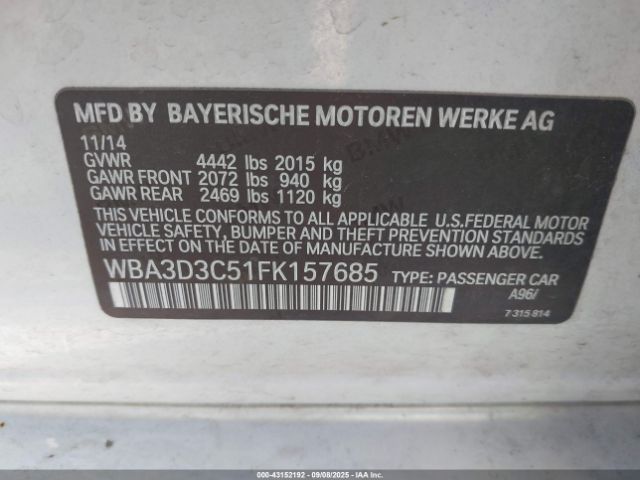 MFD BY BAYERISCHE MOTOREN WERKE AG
11/14
GVWR 4442 lbs 2015 kg
GAWR FRONT 2072 lbs 940 kg
GAWR REAR 2469 lbs 1120 kg
THIS VEHICLE CONFORMS TO ALL APPLICABLE U.S.FEDERAL MOTOR
VEHICLE SAFETY, BUMPER AND THEFT PREVENTION STANDARDS
IN EFFECT ON THE DATE OF MANUFACTURE SHOWN ABOVE.
WBA3D3C51FK157685 TYPE: PASSENGER CAR
A96/
7 315 814
000-43152192 - 09/08/2025 - IAAI.COM